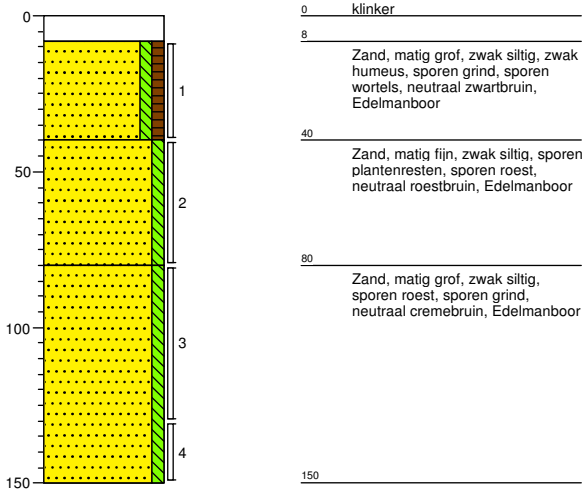 0
50
100
150
1
2
3
4
0
klinker
8
Zand, matig grof, zwak siltig, zwak
humeus, sporen grind, sporen
wortels, neutraal zwartbruin,
Edelmanboor
40
Zand, matig fijn, zwak siltig, sporen
plantenresten, sporen roest,
neutraal roestbruin, Edelmanboor
80
Zand, matig grof, zwak siltig,
sporen roest, sporen grind,
neutraal cremebruin, Edelmanboor
150